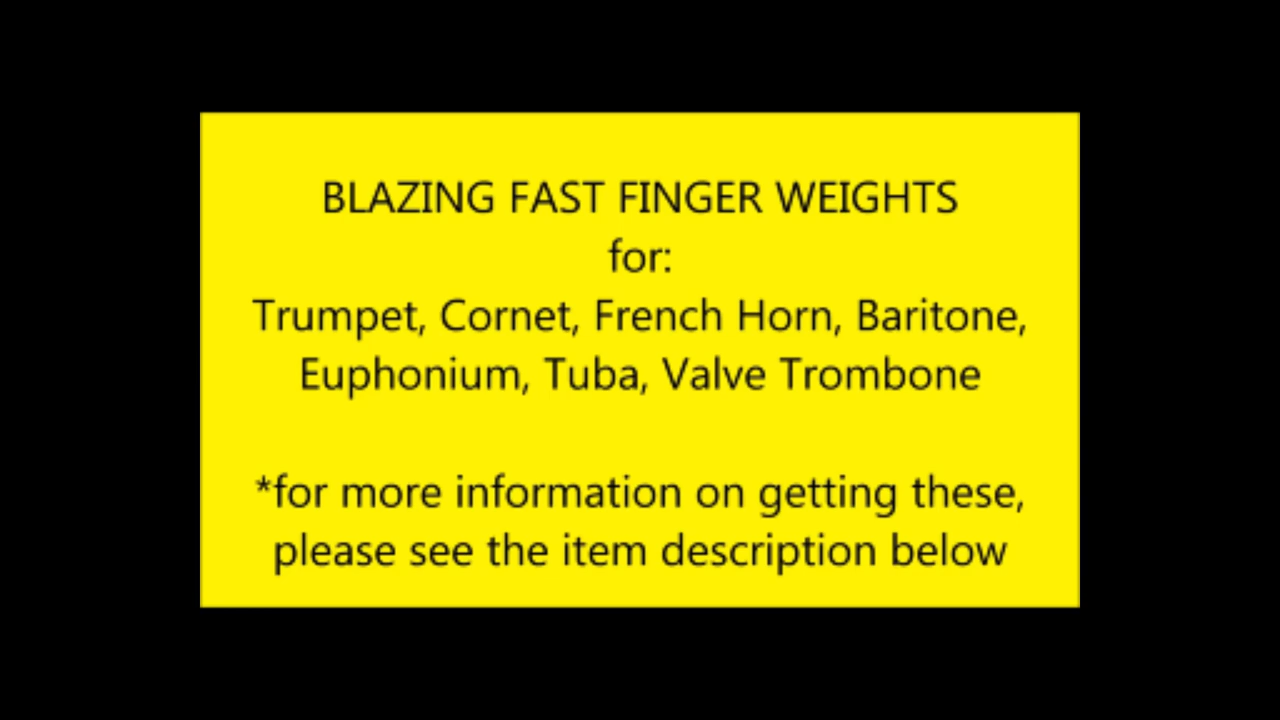 BLAZING FAST FINGER WEIGHTS
for:
Trumpet, Cornet, French Horn, Baritone,
Euphonium, Tuba, Valve Trombone
*for more information on getting these,
please see the item description below